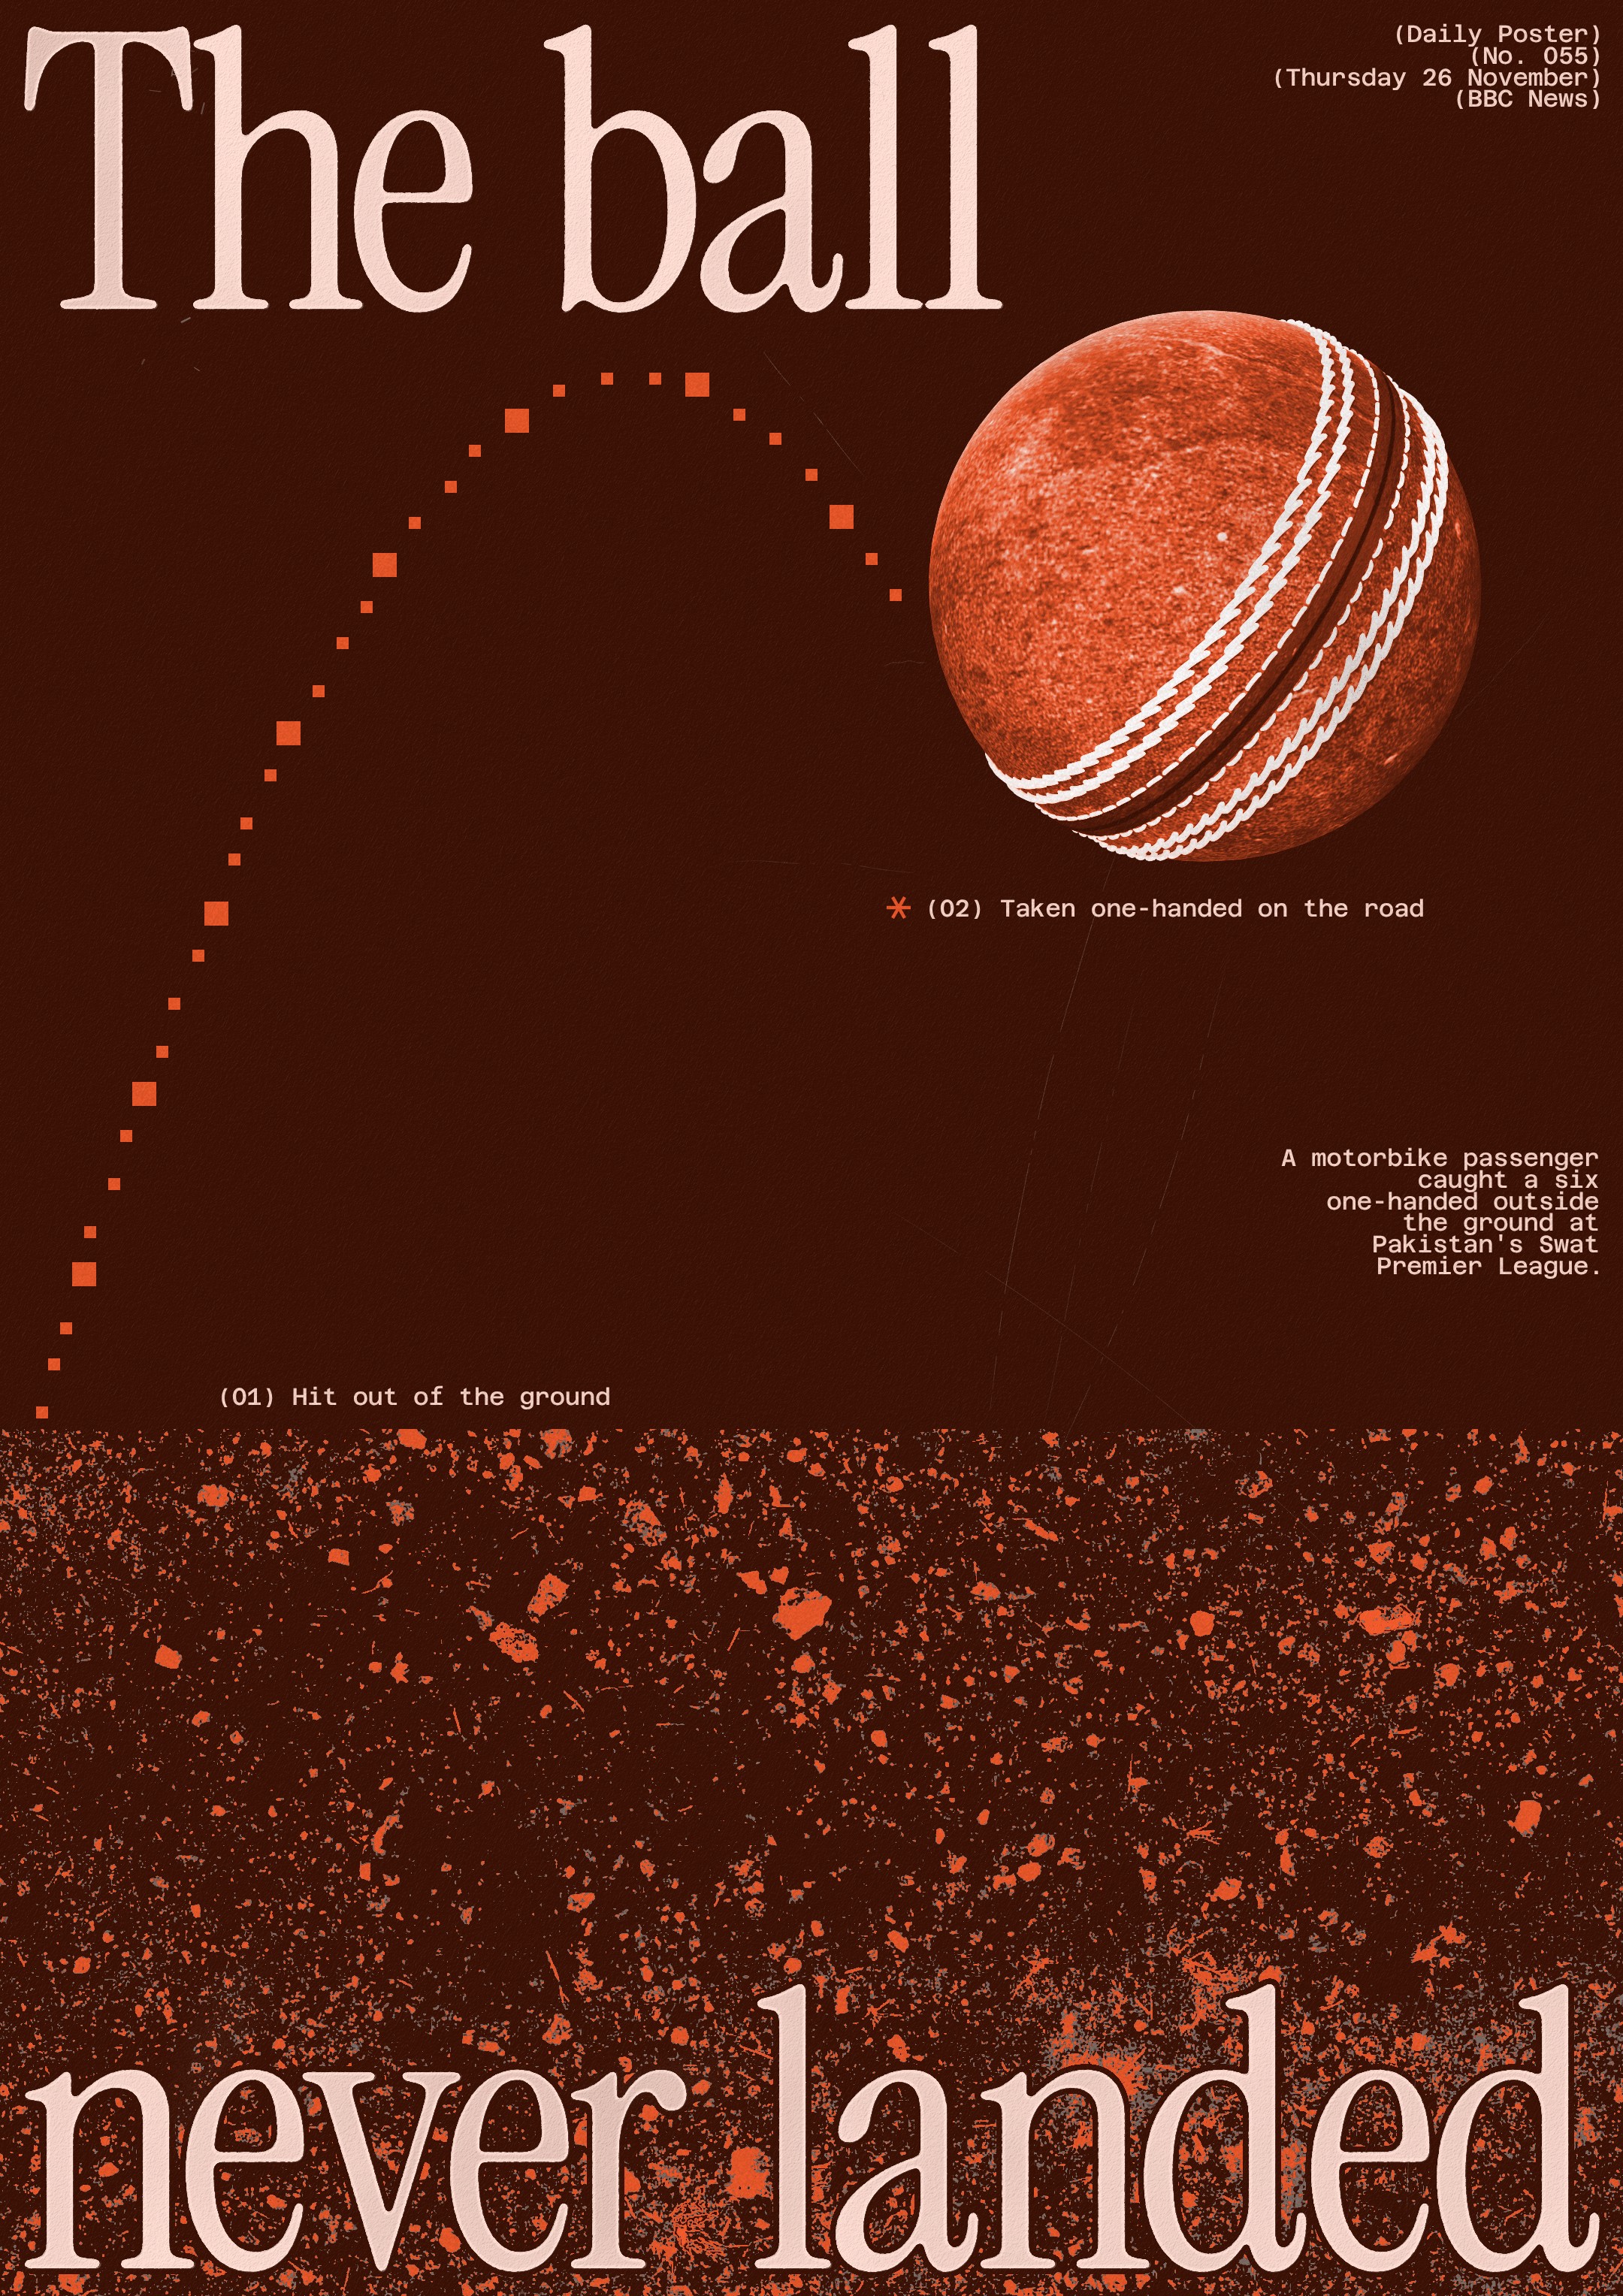 The ball
(Daily Poster)
(No. 055)
(Thursday 26 November)
(BBC News)
(02) Taken one-handed on the road
A motorbike passenger
caught a six
one-handed outside
the ground at
Pakistan's Swat
Premier League.
(01) Hit out of the ground
never landed